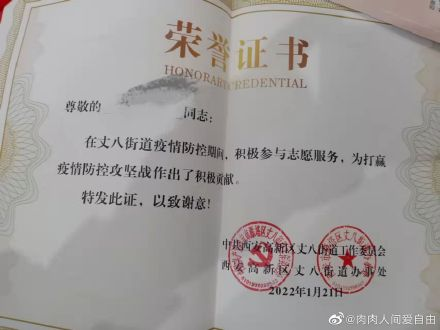 荣誉证书
HONORARY CREDENTIAL
尊敬的 同志：
在丈八街道疫情防控期间，积极参与志愿服务，为打赢
疫情防控攻坚战作出了积极贡献。
特发此证，以致谢意！
中共西安高新区丈八街道工作委员会
西安高新区丈八街道办事处
2022年1月21日
@肉肉人间爱自由